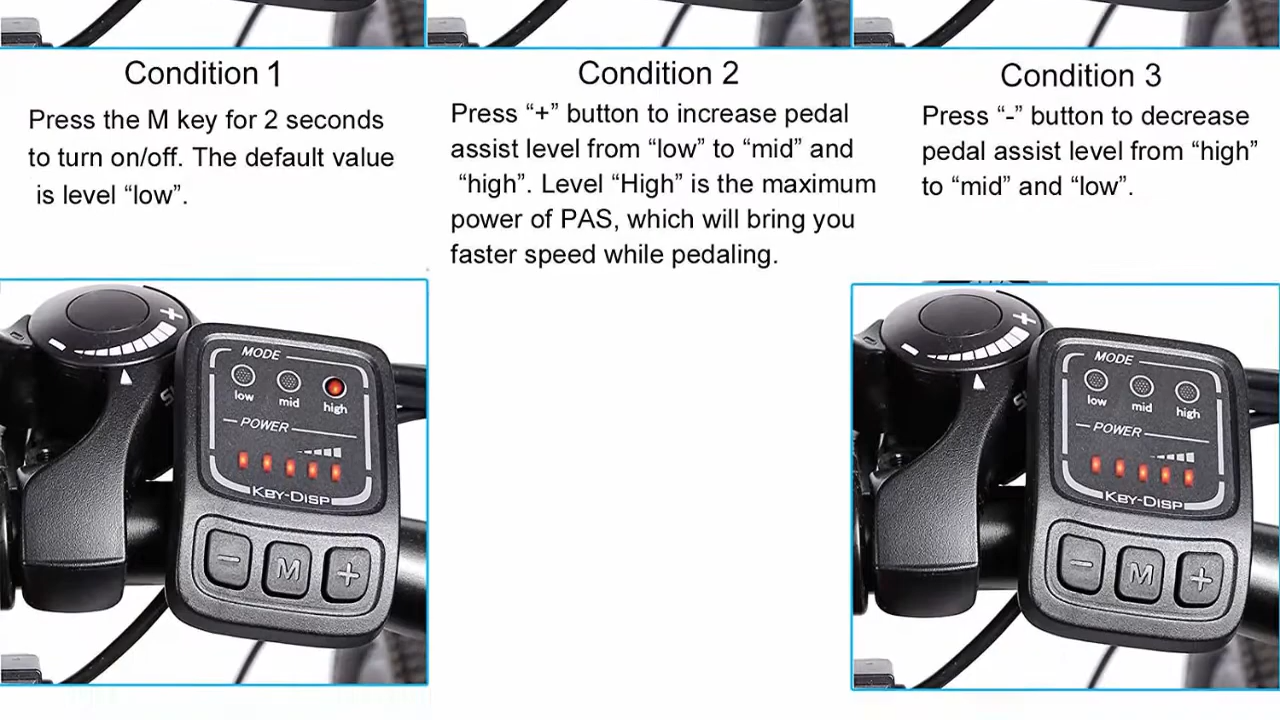 Condition 1
Press the M key for 2 seconds
to turn on/off. The default value
is level “low”.
Condition 2
Press “+” button to increase pedal
assist level from “low” to “mid” and
“high”. Level “High” is the maximum
power of PAS, which will bring you
faster speed while pedaling.
Condition 3
Press “-” button to decrease
pedal assist level from “high”
to “mid” and “low”.
+
-
MODE
low mid high
POWER
KEY-DISP
- M +
+
-
MODE
low mid high
POWER
KEY-DISP
- M +